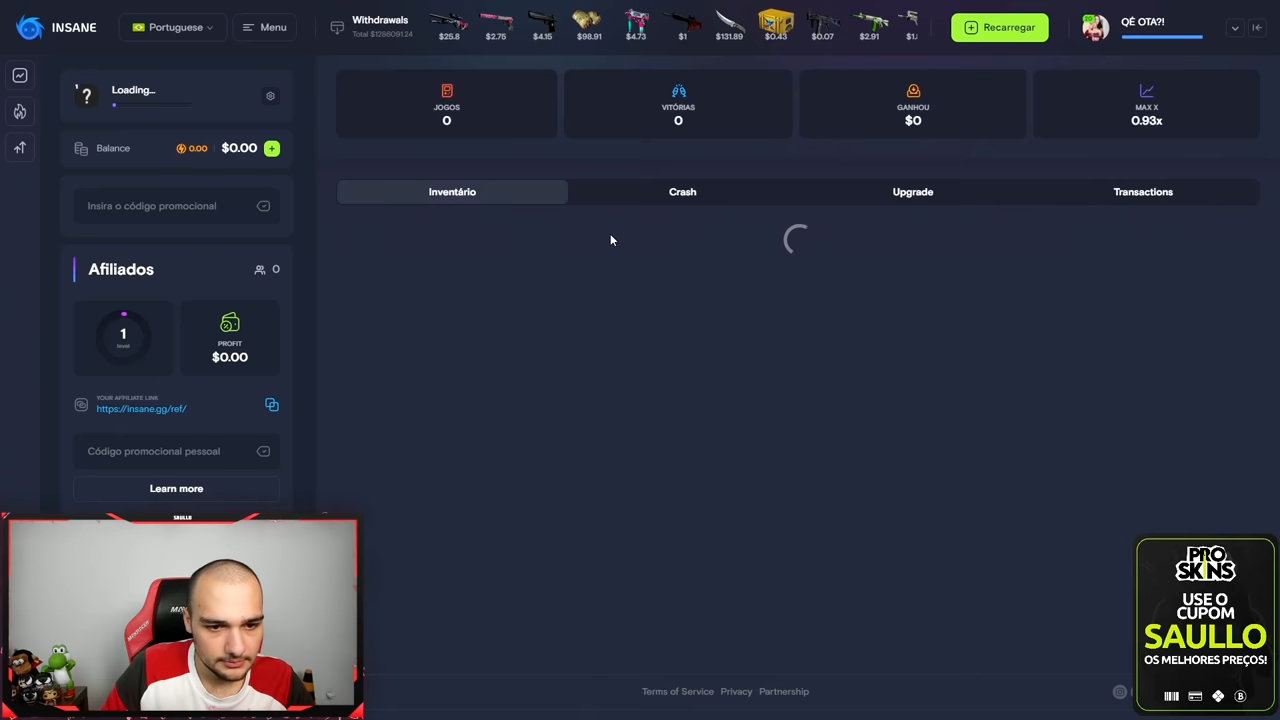 INSANE
Portuguese
Menu
Withdrawals
Total $128609124
$25.8
$2.75
$4.15
$98.91
$4.73
$1
$131.89
$0.43
$0.07
$2.91
Recarregar
QÉ OTA?!
Loading...
JOGOS
0
VITÓRIAS
0
GANHOU
$0
MAX X
0.93x
Balance
0.00
$0.00
Inventário
Crash
Upgrade
Transactions
Insira o código promocional
Afiliados
0
1
level
PROFIT
$0.00
YOUR AFFILIATE LINK
https://insane.gg/ref/
Código promocional pessoal
Learn more
SAULLO
PRO
SKINS
USE O
CUPOM
SAULLO
OS MELHORES PREÇOS!
Terms of Service
Privacy
Partnership